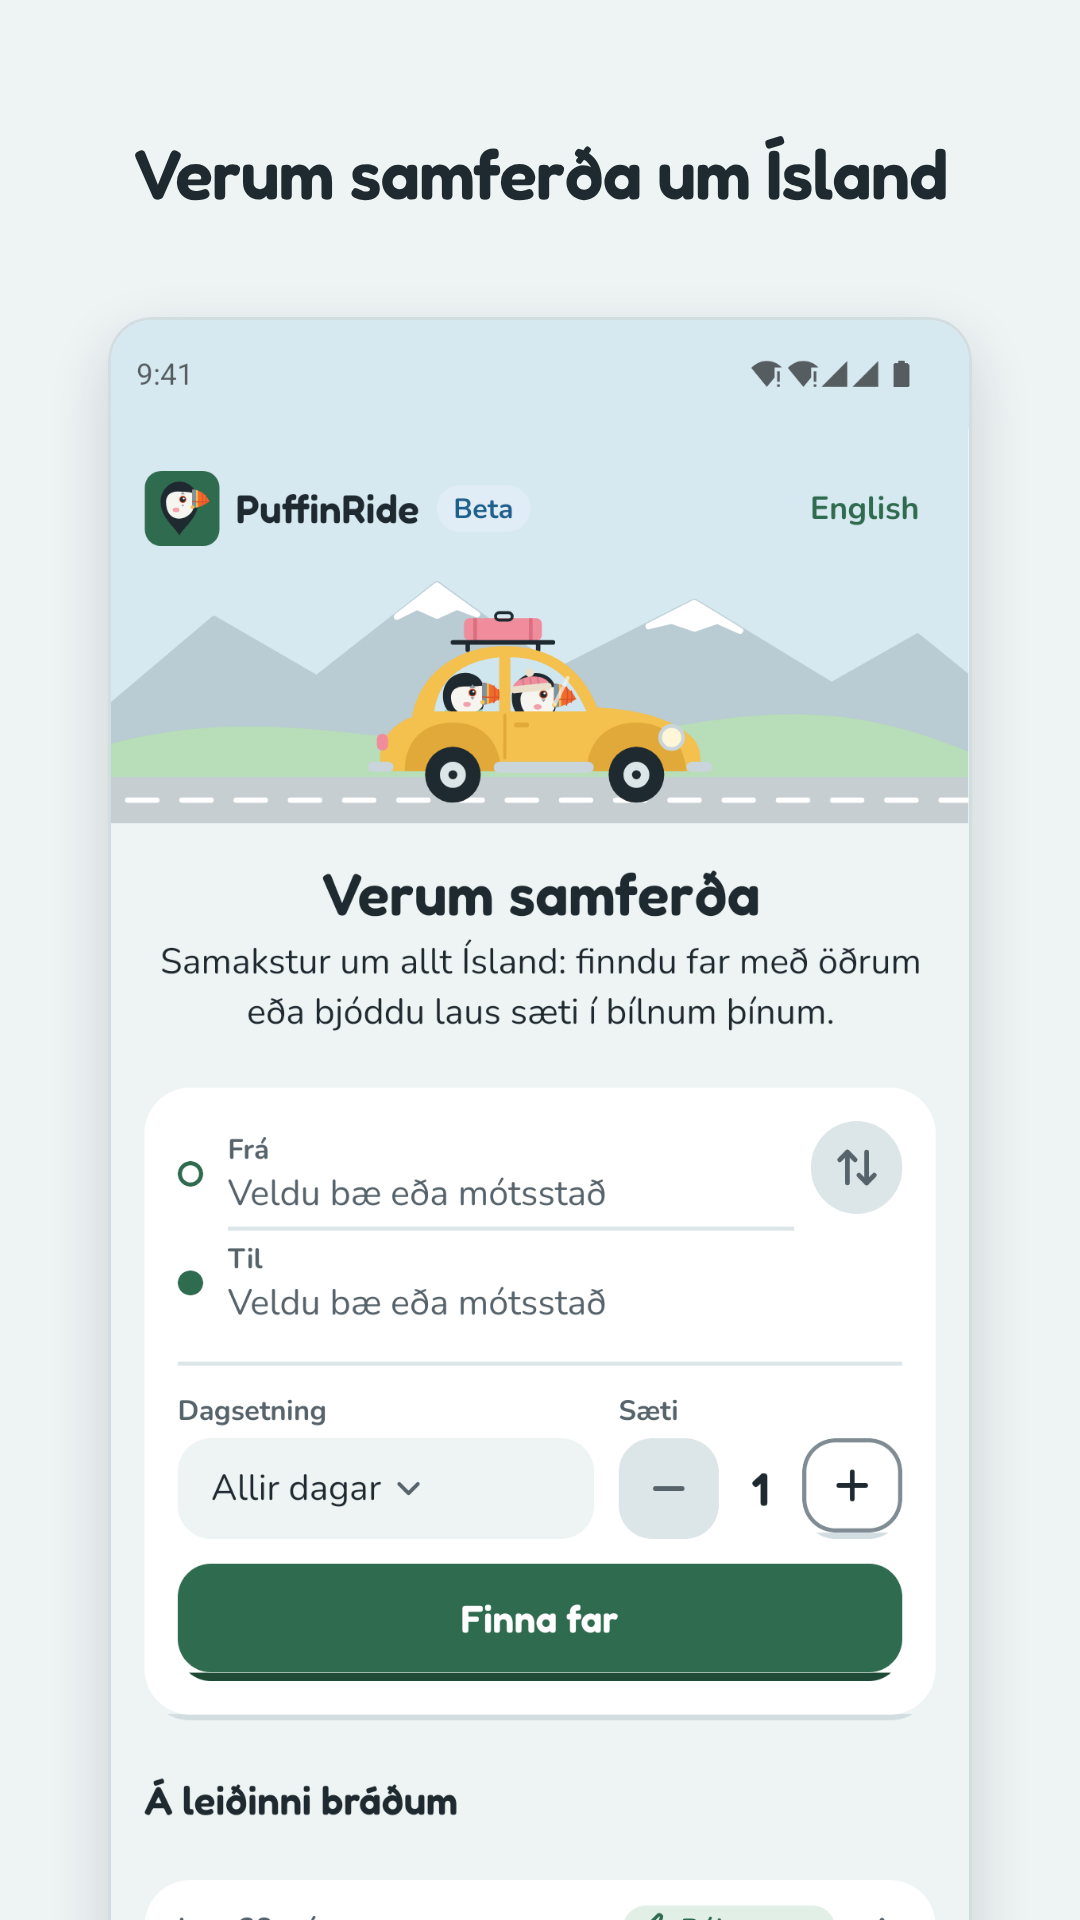 Verum samferða um Ísland
9:41
PuffinRide Beta English
Verum samferða
Samakstur um allt Ísland: finndu far með öðrum
eða bjóddu laus sæti í bílnum þínum.
Frá
Veldu bæ eða mótsstað
Til
Veldu bæ eða mótsstað
Dagsetning Sæti
Allir dagar 1
Finna far
Á leiðinni bráðum